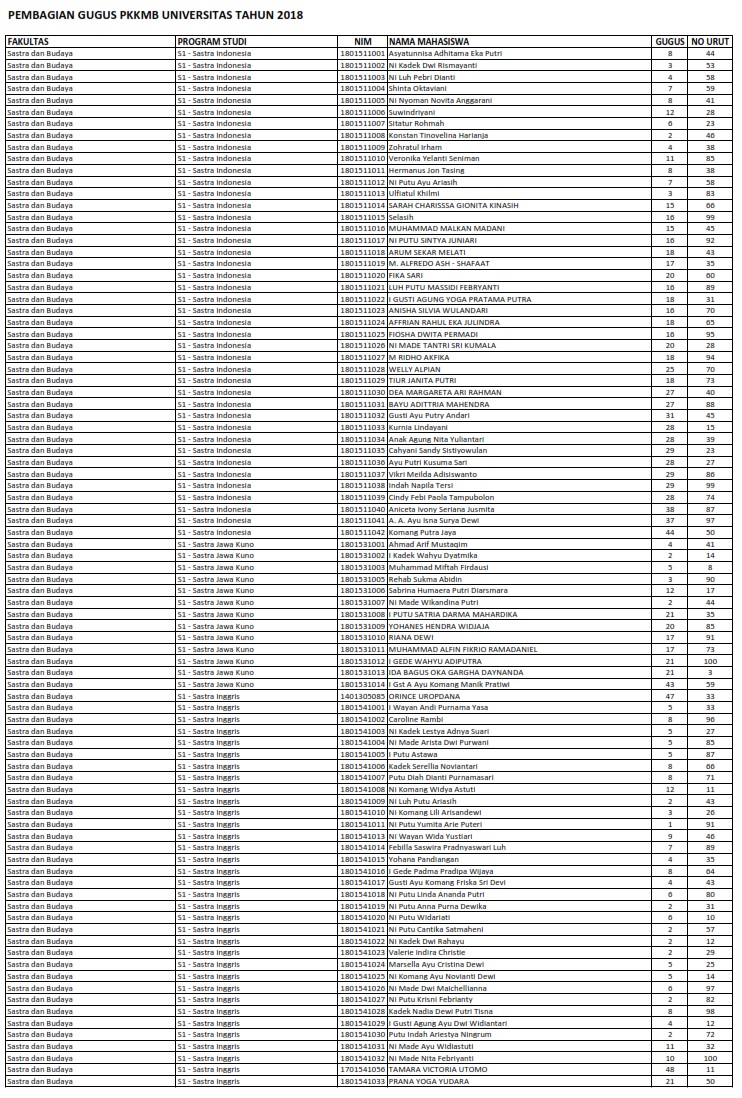 PEMBAGIAN GUGUS PKKMB UNIVERSITAS TAHUN 2018
FAKULTAS PROGRAM STUDI NIM NAMA MAHASISWA GUGUS NO URUT
Sastra dan Budaya S1 - Sastra Indonesia 1801511001 Asyatunnisa Adhitama Eka Putri 8 44
Sastra dan Budaya S1 - Sastra Indonesia 1801511002 Ni Kadek Dwi Rismayanti 3 53
Sastra dan Budaya S1 - Sastra Indonesia 1801511003 Ni Luh Pebri Dianti 4 58
Sastra dan Budaya S1 - Sastra Indonesia 1801511004 Shinta Oktaviani 7 59
Sastra dan Budaya S1 - Sastra Indonesia 1801511005 Ni Nyoman Novita Anggarani 8 41
Sastra dan Budaya S1 - Sastra Indonesia 1801511006 Suwindriyani 12 28
Sastra dan Budaya S1 - Sastra Indonesia 1801511007 Sitatur Rohmah 6 23
Sastra dan Budaya S1 - Sastra Indonesia 1801511008 Konstan Tinovelina Harianja 2 46
Sastra dan Budaya S1 - Sastra Indonesia 1801511009 Zohratul Irham 4 38
Sastra dan Budaya S1 - Sastra Indonesia 1801511010 Veronika Yelanti Seniman 11 85
Sastra dan Budaya S1 - Sastra Indonesia 1801511011 Hermanus Jon Tasing 8 38
Sastra dan Budaya S1 - Sastra Indonesia 1801511012 Ni Putu Ayu Ariasih 7 58
Sastra dan Budaya S1 - Sastra Indonesia 1801511013 Ulfiatul Khilmi 3 83
Sastra dan Budaya S1 - Sastra Indonesia 1801511014 SARAH CHARISSSA GIONITA KINASIH 15 66
Sastra dan Budaya S1 - Sastra Indonesia 1801511015 Selasih 16 99
Sastra dan Budaya S1 - Sastra Indonesia 1801511016 MUHAMMAD MALKAN MADANI 15 45
Sastra dan Budaya S1 - Sastra Indonesia 1801511017 NI PUTU SINTYA JUNIARI 16 92
Sastra dan Budaya S1 - Sastra Indonesia 1801511018 ARUM SEKAR MELATI 18 43
Sastra dan Budaya S1 - Sastra Indonesia 1801511019 M. ALFREDO ASH - SHAFAAT 17 35
Sastra dan Budaya S1 - Sastra Indonesia 1801511020 FIKA SARI 20 60
Sastra dan Budaya S1 - Sastra Indonesia 1801511021 LUH PUTU MASSIDI FEBRYANTI 16 89
Sastra dan Budaya S1 - Sastra Indonesia 1801511022 I GUSTI AGUNG YOGA PRATAMA PUTRA 18 31
Sastra dan Budaya S1 - Sastra Indonesia 1801511023 ANISHA SILVIA WULANDARI 16 70
Sastra dan Budaya S1 - Sastra Indonesia 1801511024 AFFRIAN RAHUL EKA JULINDRA 18 65
Sastra dan Budaya S1 - Sastra Indonesia 1801511025 FIOSHA DWITA PERMADI 16 95
Sastra dan Budaya S1 - Sastra Indonesia 1801511026 NI MADE TANTRI SRI KUMALA 20 28
Sastra dan Budaya S1 - Sastra Indonesia 1801511027 M RIDHO AKFIKA 18 94
Sastra dan Budaya S1 - Sastra Indonesia 1801511028 WELLY ALPIAN 25 70
Sastra dan Budaya S1 - Sastra Indonesia 1801511029 TIUR JANITA PUTRI 18 73
Sastra dan Budaya S1 - Sastra Indonesia 1801511030 DEA MARGARETA ARI RAHMAN 27 40
Sastra dan Budaya S1 - Sastra Indonesia 1801511031 BAYU ADITTRIA MAHENDRA 27 88
Sastra dan Budaya S1 - Sastra Indonesia 1801511032 Gusti Ayu Putry Andari 31 45
Sastra dan Budaya S1 - Sastra Indonesia 1801511033 Kurnia Lindayani 28 15
Sastra dan Budaya S1 - Sastra Indonesia 1801511034 Anak Agung Nita Yuliantari 28 39
Sastra dan Budaya S1 - Sastra Indonesia 1801511035 Cahyani Sandy Sistiyowulan 29 23
Sastra dan Budaya S1 - Sastra Indonesia 1801511036 Ayu Putri Kusuma Sari 28 27
Sastra dan Budaya S1 - Sastra Indonesia 1801511037 Vikri Meilda Adisiswanto 29 86
Sastra dan Budaya S1 - Sastra Indonesia 1801511038 Indah Napila Tersi 29 99
Sastra dan Budaya S1 - Sastra Indonesia 1801511039 Cindy Febi Paola Tampubolon 28 74
Sastra dan Budaya S1 - Sastra Indonesia 1801511040 Aniceta Ivony Seriana Jusmita 38 87
Sastra dan Budaya S1 - Sastra Indonesia 1801511041 A. A. Ayu Isna Surya Dewi 37 97
Sastra dan Budaya S1 - Sastra Indonesia 1801511042 Komang Putra Jaya 44 50
Sastra dan Budaya S1 - Sastra Jawa Kuno 1801531001 Ahmad Arif Mustaqim 4 41
Sastra dan Budaya S1 - Sastra Jawa Kuno 1801531002 I Kadek Wahyu Dyatmika 2 14
Sastra dan Budaya S1 - Sastra Jawa Kuno 1801531003 Muhammad Miftah Firdausi 5 8
Sastra dan Budaya S1 - Sastra Jawa Kuno 1801531005 Rehab Sukma Abidin 3 90
Sastra dan Budaya S1 - Sastra Jawa Kuno 1801531006 Sabrina Humaera Putri Diarsmara 12 17
Sastra dan Budaya S1 - Sastra Jawa Kuno 1801531007 Ni Made Wikandina Putri 2 44
Sastra dan Budaya S1 - Sastra Jawa Kuno 1801531008 I PUTU SATRIA DARMA MAHARDIKA 21 35
Sastra dan Budaya S1 - Sastra Jawa Kuno 1801531009 YOHANES HENDRA WIDJAJA 20 85
Sastra dan Budaya S1 - Sastra Jawa Kuno 1801531010 RIANA DEWI 17 91
Sastra dan Budaya S1 - Sastra Jawa Kuno 1801531011 MUHAMMAD ALFIN FIKRIO RAMADANIEL 17 73
Sastra dan Budaya S1 - Sastra Jawa Kuno 1801531012 I GEDE WAHYU ADIPUTRA 21 100
Sastra dan Budaya S1 - Sastra Jawa Kuno 1801531013 IDA BAGUS OKA GARGHA DAYNANDA 21 3
Sastra dan Budaya S1 - Sastra Jawa Kuno 1801531014 I Gst A Ayu Komang Manik Pratiwi 43 59
Sastra dan Budaya S1 - Sastra Inggris 1401305085 ORINCE UROPDANA 47 33
Sastra dan Budaya S1 - Sastra Inggris 1801541001 I Wayan Andi Purnama Yasa 5 33
Sastra dan Budaya S1 - Sastra Inggris 1801541002 Caroline Rambi 8 96
Sastra dan Budaya S1 - Sastra Inggris 1801541003 Ni Kadek Lestya Adnya Suari 5 27
Sastra dan Budaya S1 - Sastra Inggris 1801541004 Ni Made Arista Dwi Purwani 5 85
Sastra dan Budaya S1 - Sastra Inggris 1801541005 I Putu Astawa 5 87
Sastra dan Budaya S1 - Sastra Inggris 1801541006 Kadek Serellia Noviantari 8 66
Sastra dan Budaya S1 - Sastra Inggris 1801541007 Putu Diah Dianti Purnamasari 8 71
Sastra dan Budaya S1 - Sastra Inggris 1801541008 Ni Komang Widya Astuti 12 11
Sastra dan Budaya S1 - Sastra Inggris 1801541009 Ni Luh Putu Ariasih 2 43
Sastra dan Budaya S1 - Sastra Inggris 1801541010 Ni Komang Lili Arisandewi 3 26
Sastra dan Budaya S1 - Sastra Inggris 1801541011 Ni Putu Yumita Arie Puteri 1 91
Sastra dan Budaya S1 - Sastra Inggris 1801541013 Ni Wayan Wida Yustiari 9 46
Sastra dan Budaya S1 - Sastra Inggris 1801541014 Febilla Saswira Pradnyaswari Luh 7 89
Sastra dan Budaya S1 - Sastra Inggris 1801541015 Yohana Pandiangan 4 35
Sastra dan Budaya S1 - Sastra Inggris 1801541016 I Gede Padma Pradipa Wijaya 8 64
Sastra dan Budaya S1 - Sastra Inggris 1801541017 Gusti Ayu Komang Friska Sri Devi 4 43
Sastra dan Budaya S1 - Sastra Inggris 1801541018 Ni Putu Linda Ananda Putri 6 80
Sastra dan Budaya S1 - Sastra Inggris 1801541019 Ni Putu Anna Purna Dewika 2 31
Sastra dan Budaya S1 - Sastra Inggris 1801541020 Ni Putu Widariati 6 10
Sastra dan Budaya S1 - Sastra Inggris 1801541021 Ni Putu Cantika Satmaheni 2 57
Sastra dan Budaya S1 - Sastra Inggris 1801541022 Ni Kadek Dwi Rahayu 2 12
Sastra dan Budaya S1 - Sastra Inggris 1801541023 Valerie Indira Christie 2 29
Sastra dan Budaya S1 - Sastra Inggris 1801541024 Marsella Ayu Cristina Dewi 5 25
Sastra dan Budaya S1 - Sastra Inggris 1801541025 Ni Komang Ayu Novianti Dewi 5 14
Sastra dan Budaya S1 - Sastra Inggris 1801541026 Ni Made Dwi Maichellianna 6 97
Sastra dan Budaya S1 - Sastra Inggris 1801541027 Ni Putu Krisni Febrianty 2 82
Sastra dan Budaya S1 - Sastra Inggris 1801541028 Kadek Nadia Dewi Putri Tisna 8 98
Sastra dan Budaya S1 - Sastra Inggris 1801541029 I Gusti Agung Ayu Dwi Widiantari 4 12
Sastra dan Budaya S1 - Sastra Inggris 1801541030 Putu Indah Ariestya Ningrum 2 72
Sastra dan Budaya S1 - Sastra Inggris 1801541031 Ni Made Ayu Widiastuti 11 32
Sastra dan Budaya S1 - Sastra Inggris 1801541032 Ni Made Nita Febriyanti 10 100
Sastra dan Budaya S1 - Sastra Inggris 1701541056 TAMARA VICTORIA UTOMO 48 11
Sastra dan Budaya S1 - Sastra Inggris 1801541033 PRANA YOGA YUDARA 21 50